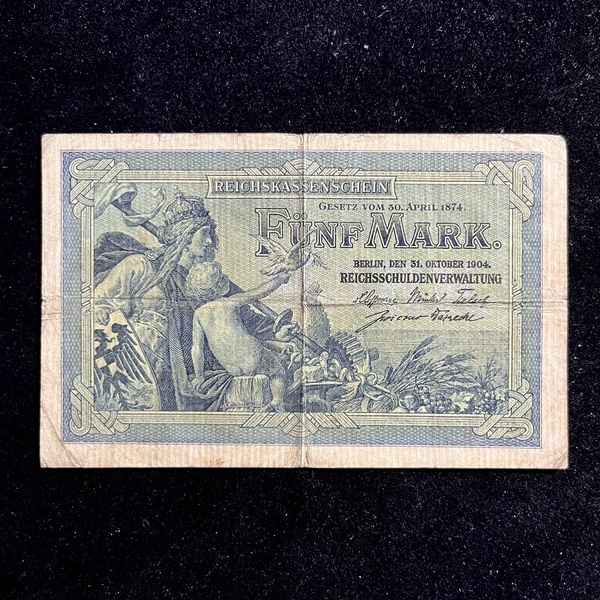 REICHSKASSENSCHEIN
GESETZ VOM 30. APRIL 1874.
FÜNF MARK.
BERLIN, DEN 31. OKTOBER 1904.
REICHSSCHULDENVERWALTUNG